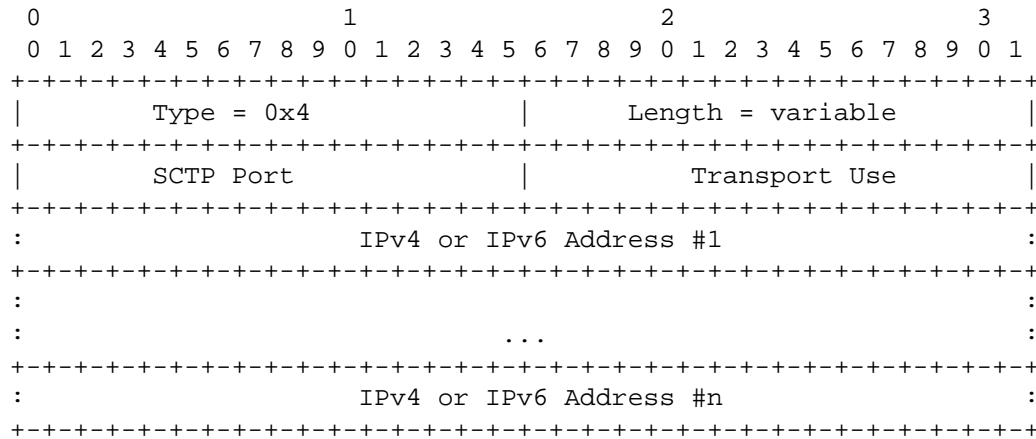 0                   1                   2                   3
 0 1 2 3 4 5 6 7 8 9 0 1 2 3 4 5 6 7 8 9 0 1 2 3 4 5 6 7 8 9 0 1
+-+-+-+-+-+-+-+-+-+-+-+-+-+-+-+-+-+-+-+-+-+-+-+-+-+-+-+-+-+-+-+-+
|        Type = 0x4             |      Length = variable        |
+-+-+-+-+-+-+-+-+-+-+-+-+-+-+-+-+-+-+-+-+-+-+-+-+-+-+-+-+-+-+-+-+
|        SCTP Port              |          Transport Use        |
+-+-+-+-+-+-+-+-+-+-+-+-+-+-+-+-+-+-+-+-+-+-+-+-+-+-+-+-+-+-+-+-+
:                     IPv4 or IPv6 Address #1                   :
+-+-+-+-+-+-+-+-+-+-+-+-+-+-+-+-+-+-+-+-+-+-+-+-+-+-+-+-+-+-+-+-+
:                                                               :
:                              ...                              :
+-+-+-+-+-+-+-+-+-+-+-+-+-+-+-+-+-+-+-+-+-+-+-+-+-+-+-+-+-+-+-+-+
:                     IPv4 or IPv6 Address #n                   :
+-+-+-+-+-+-+-+-+-+-+-+-+-+-+-+-+-+-+-+-+-+-+-+-+-+-+-+-+-+-+-+-+